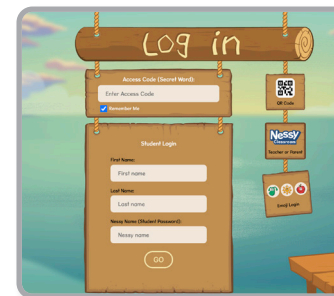 Log in
Access Code (Secret Word):
Enter Access Code
Remember Me
QR Code
Nessy
Classroom
Teacher or Parent
Student Login
First Name:
First name
Last Name:
Last name
Emoji Login
Nessy Name (Student Password):
Nessy name
GO